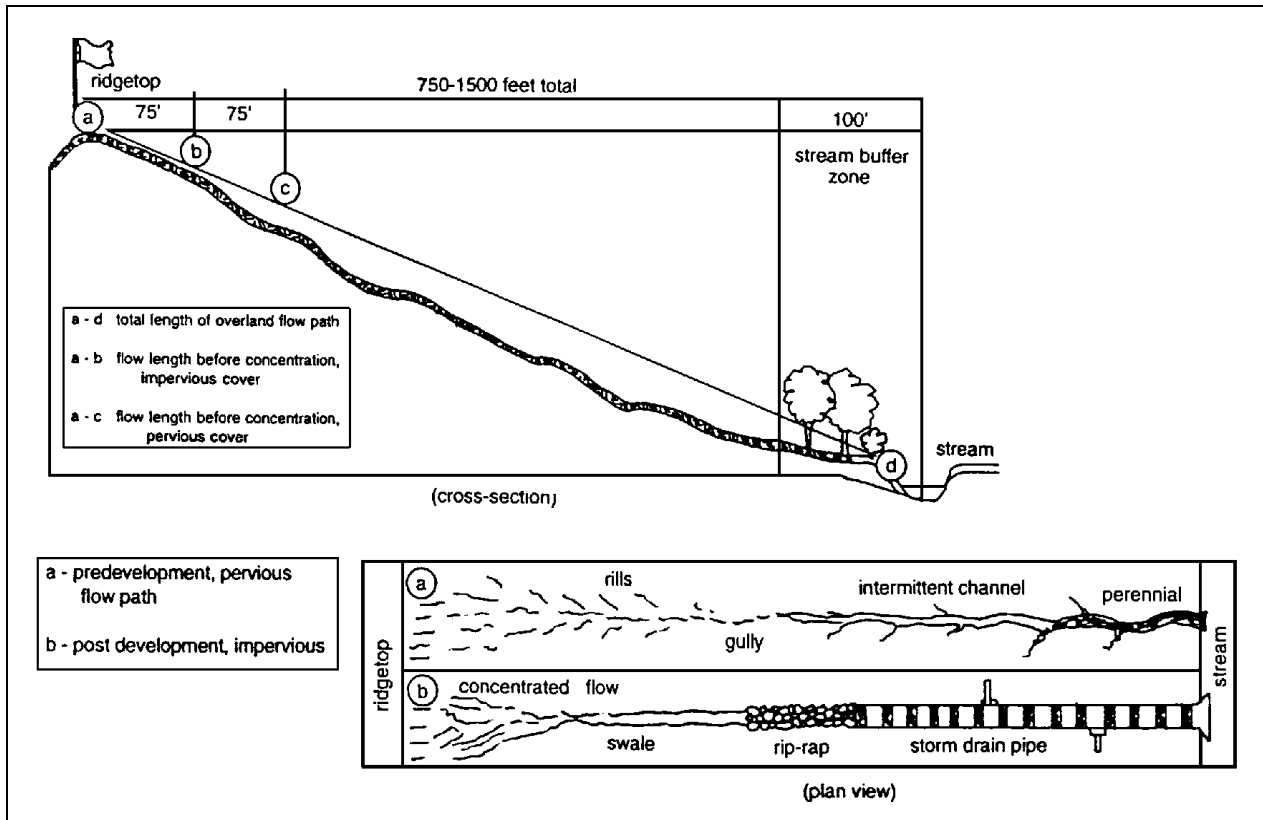 ridgetop
750-1500 feet total
75'
75'
100'
a
b
c
stream buffer
zone
a - d total length of overland flow path
a - b flow length before concentration,
impervious cover
a - c flow length before concentration,
pervious cover
d
stream
(cross-section)
a - predevelopment, pervious
flow path
b - post development, impervious
ridgetop
a
rills
gully
intermittent channel
perennial
b
concentrated flow
swale
rip-rap
storm drain pipe
stream
(plan view)